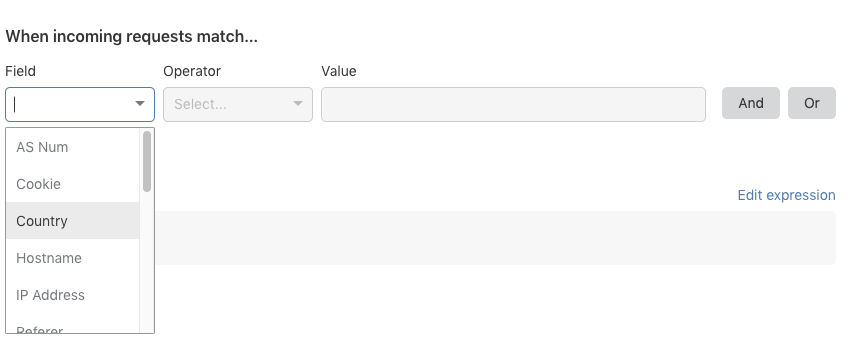 When incoming requests match...
Field Operator Value
Select... And Or
AS Num
Cookie
Edit expression
Country
Hostname
IP Address
Referer